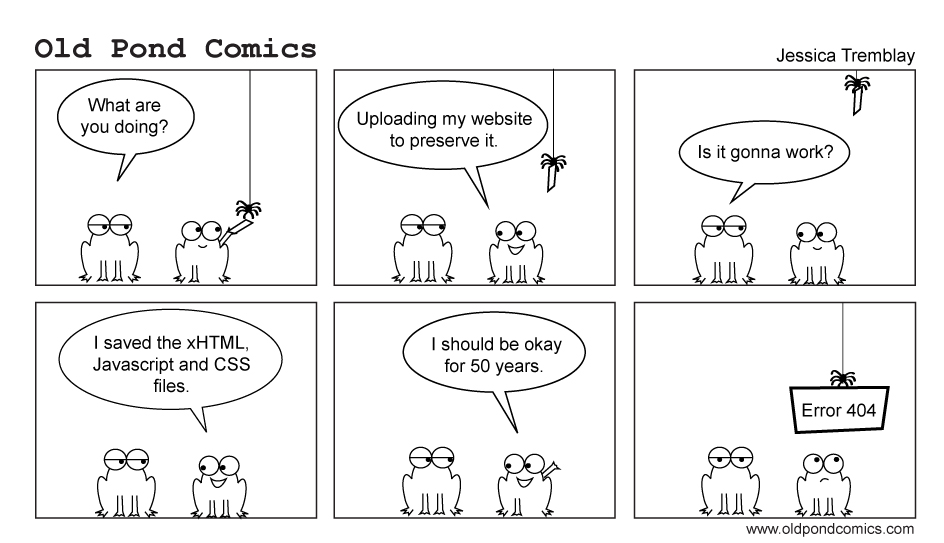 Old Pond Comics
Jessica Tremblay
What are
you doing?
Uploading my website
to preserve it.
Is it gonna work?
I saved the xHTML,
Javascript and CSS
files.
I should be okay
for 50 years.
Error 404
www.oldpondcomics.com